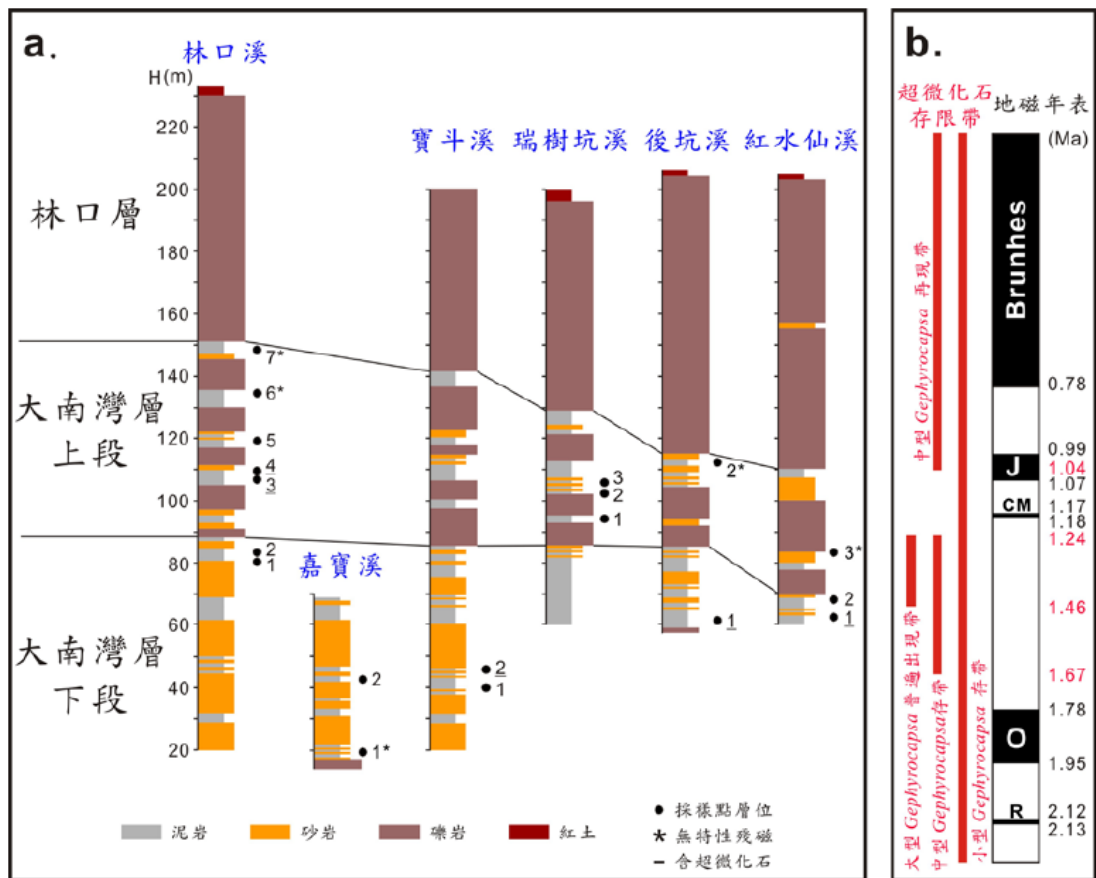 a.
林口溪
H(m)
220
200
180
160
140
120
100
80
60
40
20
林口層
大南灣層
上段
大南灣層
下段
7*
6*
5
4
3
2
1
嘉寶溪
2
1*
寶斗溪
2
1
瑞樹坑溪
3
2
1
後坑溪
2*
1
紅水仙溪
3*
2
1
泥岩
砂岩
礫岩
紅土
採樣點層位
* 無特性殘磁
– 含超微化石
b.
超微化石
存限帶
地磁年表
(Ma)
中型 Gephyrocapsa 再現帶
大型 Gephyrocapsa 普遍出現帶
中型 Gephyrocapsa 存帶
小型 Gephyrocapsa 存帶
Brunhes
J
CM
O
R
0.78
0.99
1.04
1.07
1.17
1.18
1.24
1.46
1.67
1.78
1.95
2.12
2.13